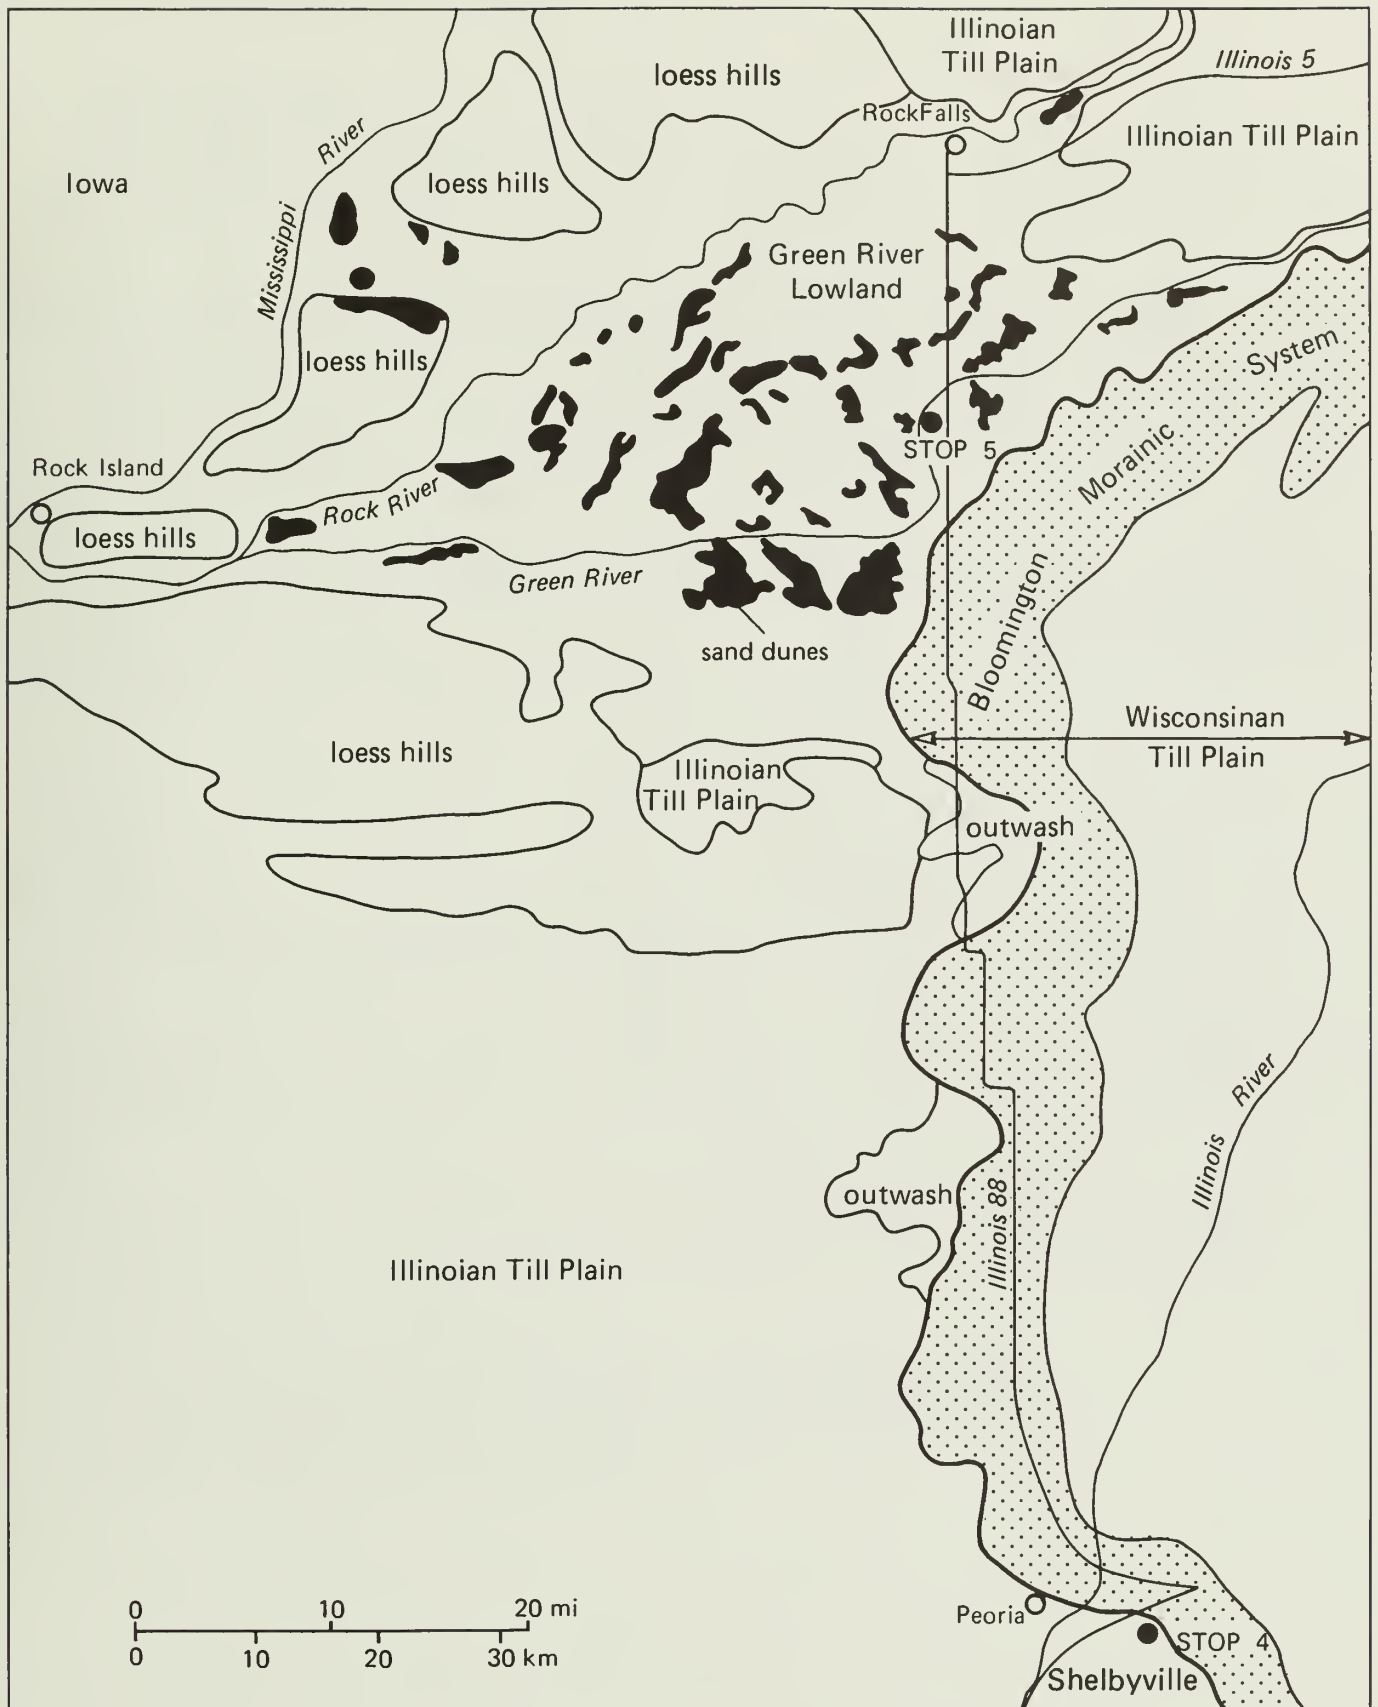 Illinoian
Till Plain
loess hills
Illinois 5
RockFalls
Illinoian Till Plain
River
Iowa
loess hills
Mississippi
Green River
Lowland
loess hills
System
Morainic
STOP 5
Rock Island
Rock River
loess hills
Green River
Bloomington
sand dunes
Wisconsinan
Till Plain
loess hills
Illinoian
Till Plain
outwash
River
Illinois
outwash
Illinois 88
Illinoian Till Plain
0 10 20 mi
0 10 20 30 km
Peoria
STOP 4
Shelbyville